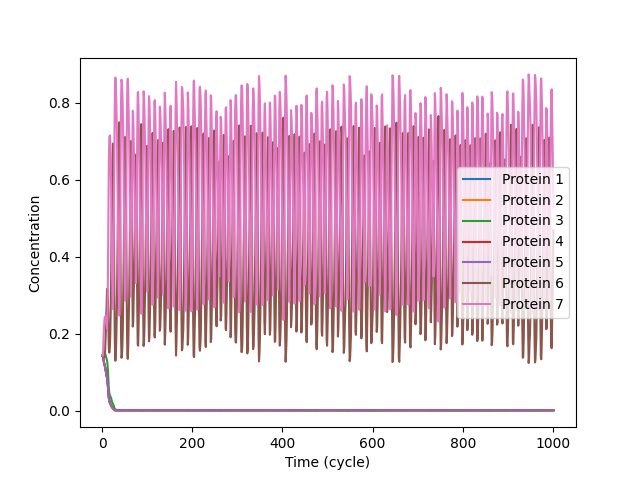 0.8
0.6
0.4
0.2
0.0
Concentration
0
200
400
600
800
1000
Time (cycle)
Protein 1
Protein 2
Protein 3
Protein 4
Protein 5
Protein 6
Protein 7